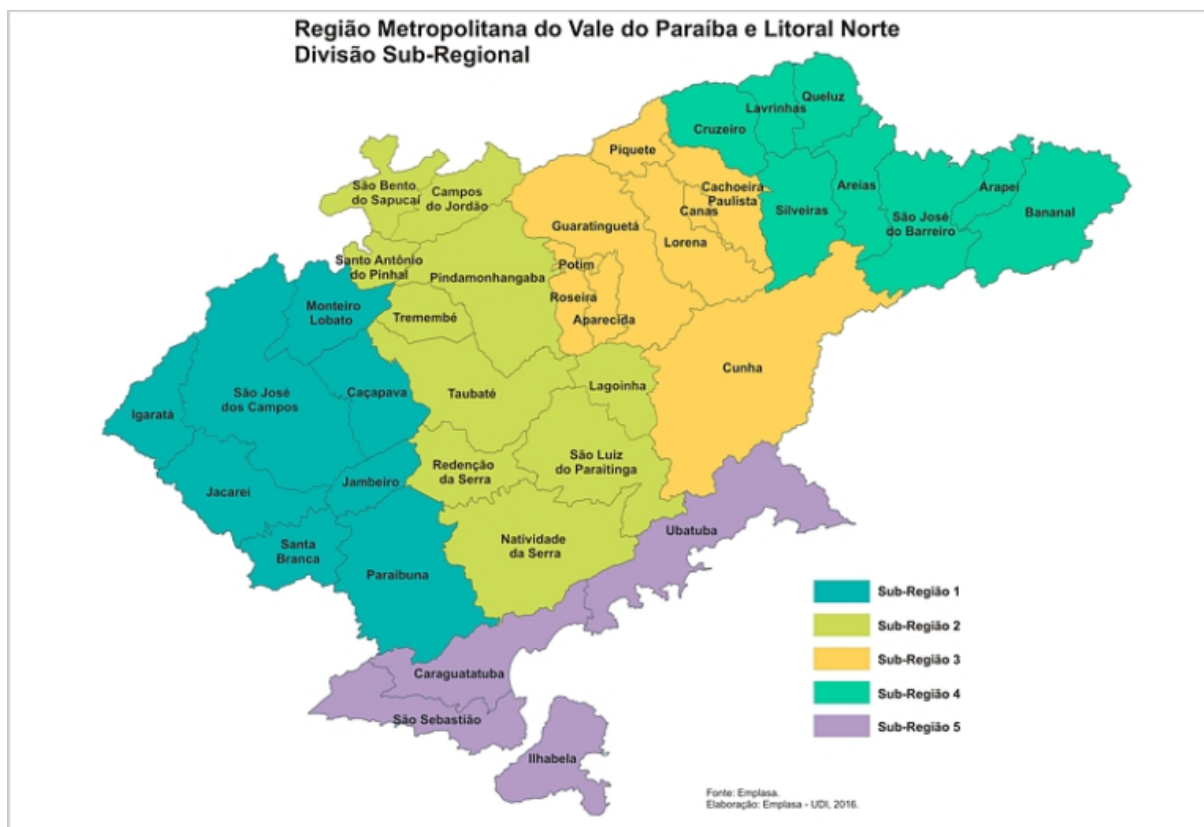 Região Metropolitana do Vale do Paraíba e Litoral Norte
Divisão Sub-Regional
Queluz
Lavrinhas
Cruzeiro
Piquete
São Bento
do Sapucaí
Campos
do Jordão
Cachoeira
Paulista
Canas
Silveiras
Areias
São José
do Barreiro
Arapeí
Bananal
Guaratinguetá
Lorena
Santo Antônio
do Pinhal
Pindamonhangaba
Potim
Roseira
Aparecida
Monteiro
Lobato
Tremembé
Cunha
São José
dos Campos
Caçapava
Taubaté
Lagoinha
Igaratá
Redenção
da Serra
São Luiz
do Paraitinga
Jacareí
Jambeiro
Santa
Branca
Natividade
da Serra
Ubatuba
Paraibuna
Caraguatatuba
São Sebastião
Ilhabela
Sub-Região 1
Sub-Região 2
Sub-Região 3
Sub-Região 4
Sub-Região 5
Fonte: Emplasa.
Elaboração: Emplasa - UDI, 2016.